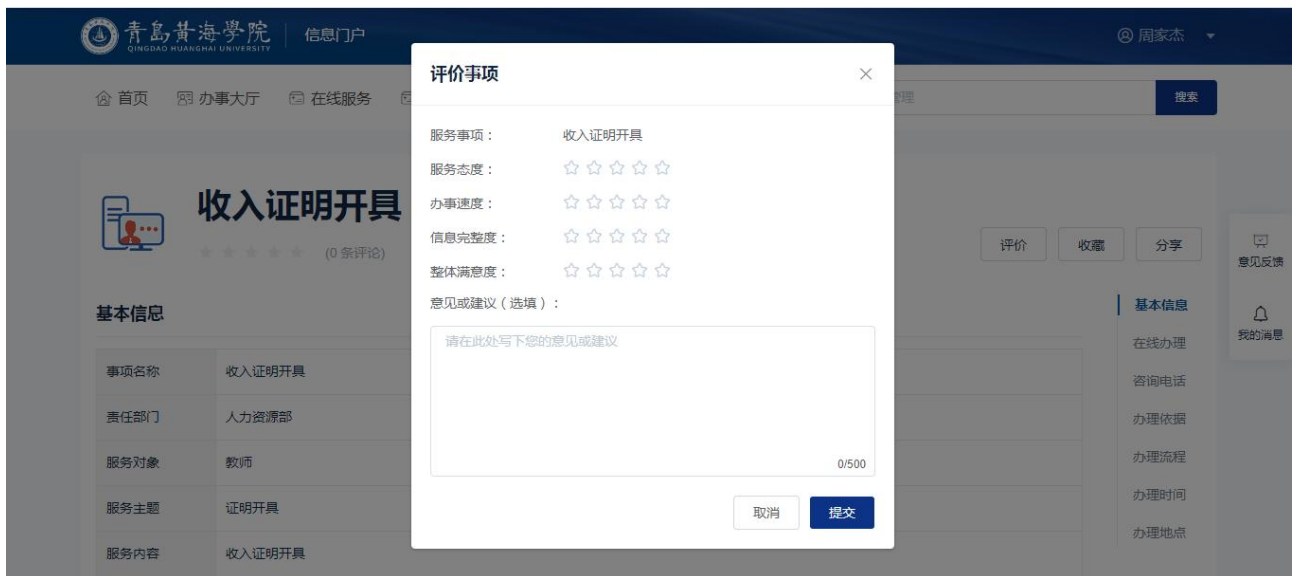 青島黄海學院
QINGDAO HUANGHAI UNIVERSITY
信息门户
周家杰
首页
办事大厅
在线服务
管理
搜索
收入证明开具
(0 条评论)
评价
收藏
分享
意见反馈
我的消息
基本信息
事项名称 收入证明开具
责任部门 人力资源部
服务对象 教师
服务主题 证明开具
服务内容 收入证明开具
基本信息
在线办理
咨询电话
办理依据
办理流程
办理时间
办理地点
评价事项
服务事项： 收入证明开具
服务态度：
办事速度：
信息完整度：
整体满意度：
意见或建议（选填）：
请在此处写下您的意见或建议
0/500
取消
提交